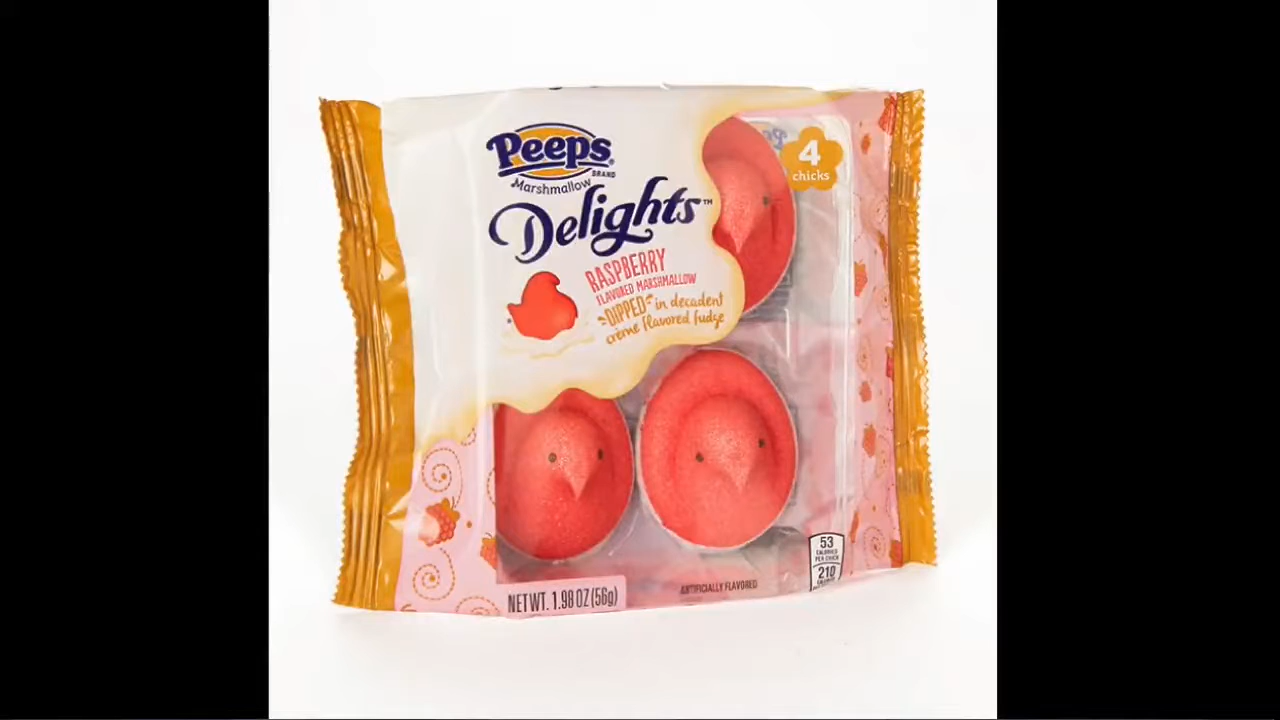 Peeps®
BRAND
Marshmallow
Delights™
RASPBERRY
FLAVORED MARSHMALLOW
DIPPED in decadent
crème flavored fudge
4
chicks
53
CALORIES
PER CHICK
210
NET WT. 1.98 OZ (56g)
ARTIFICIALLY FLAVORED